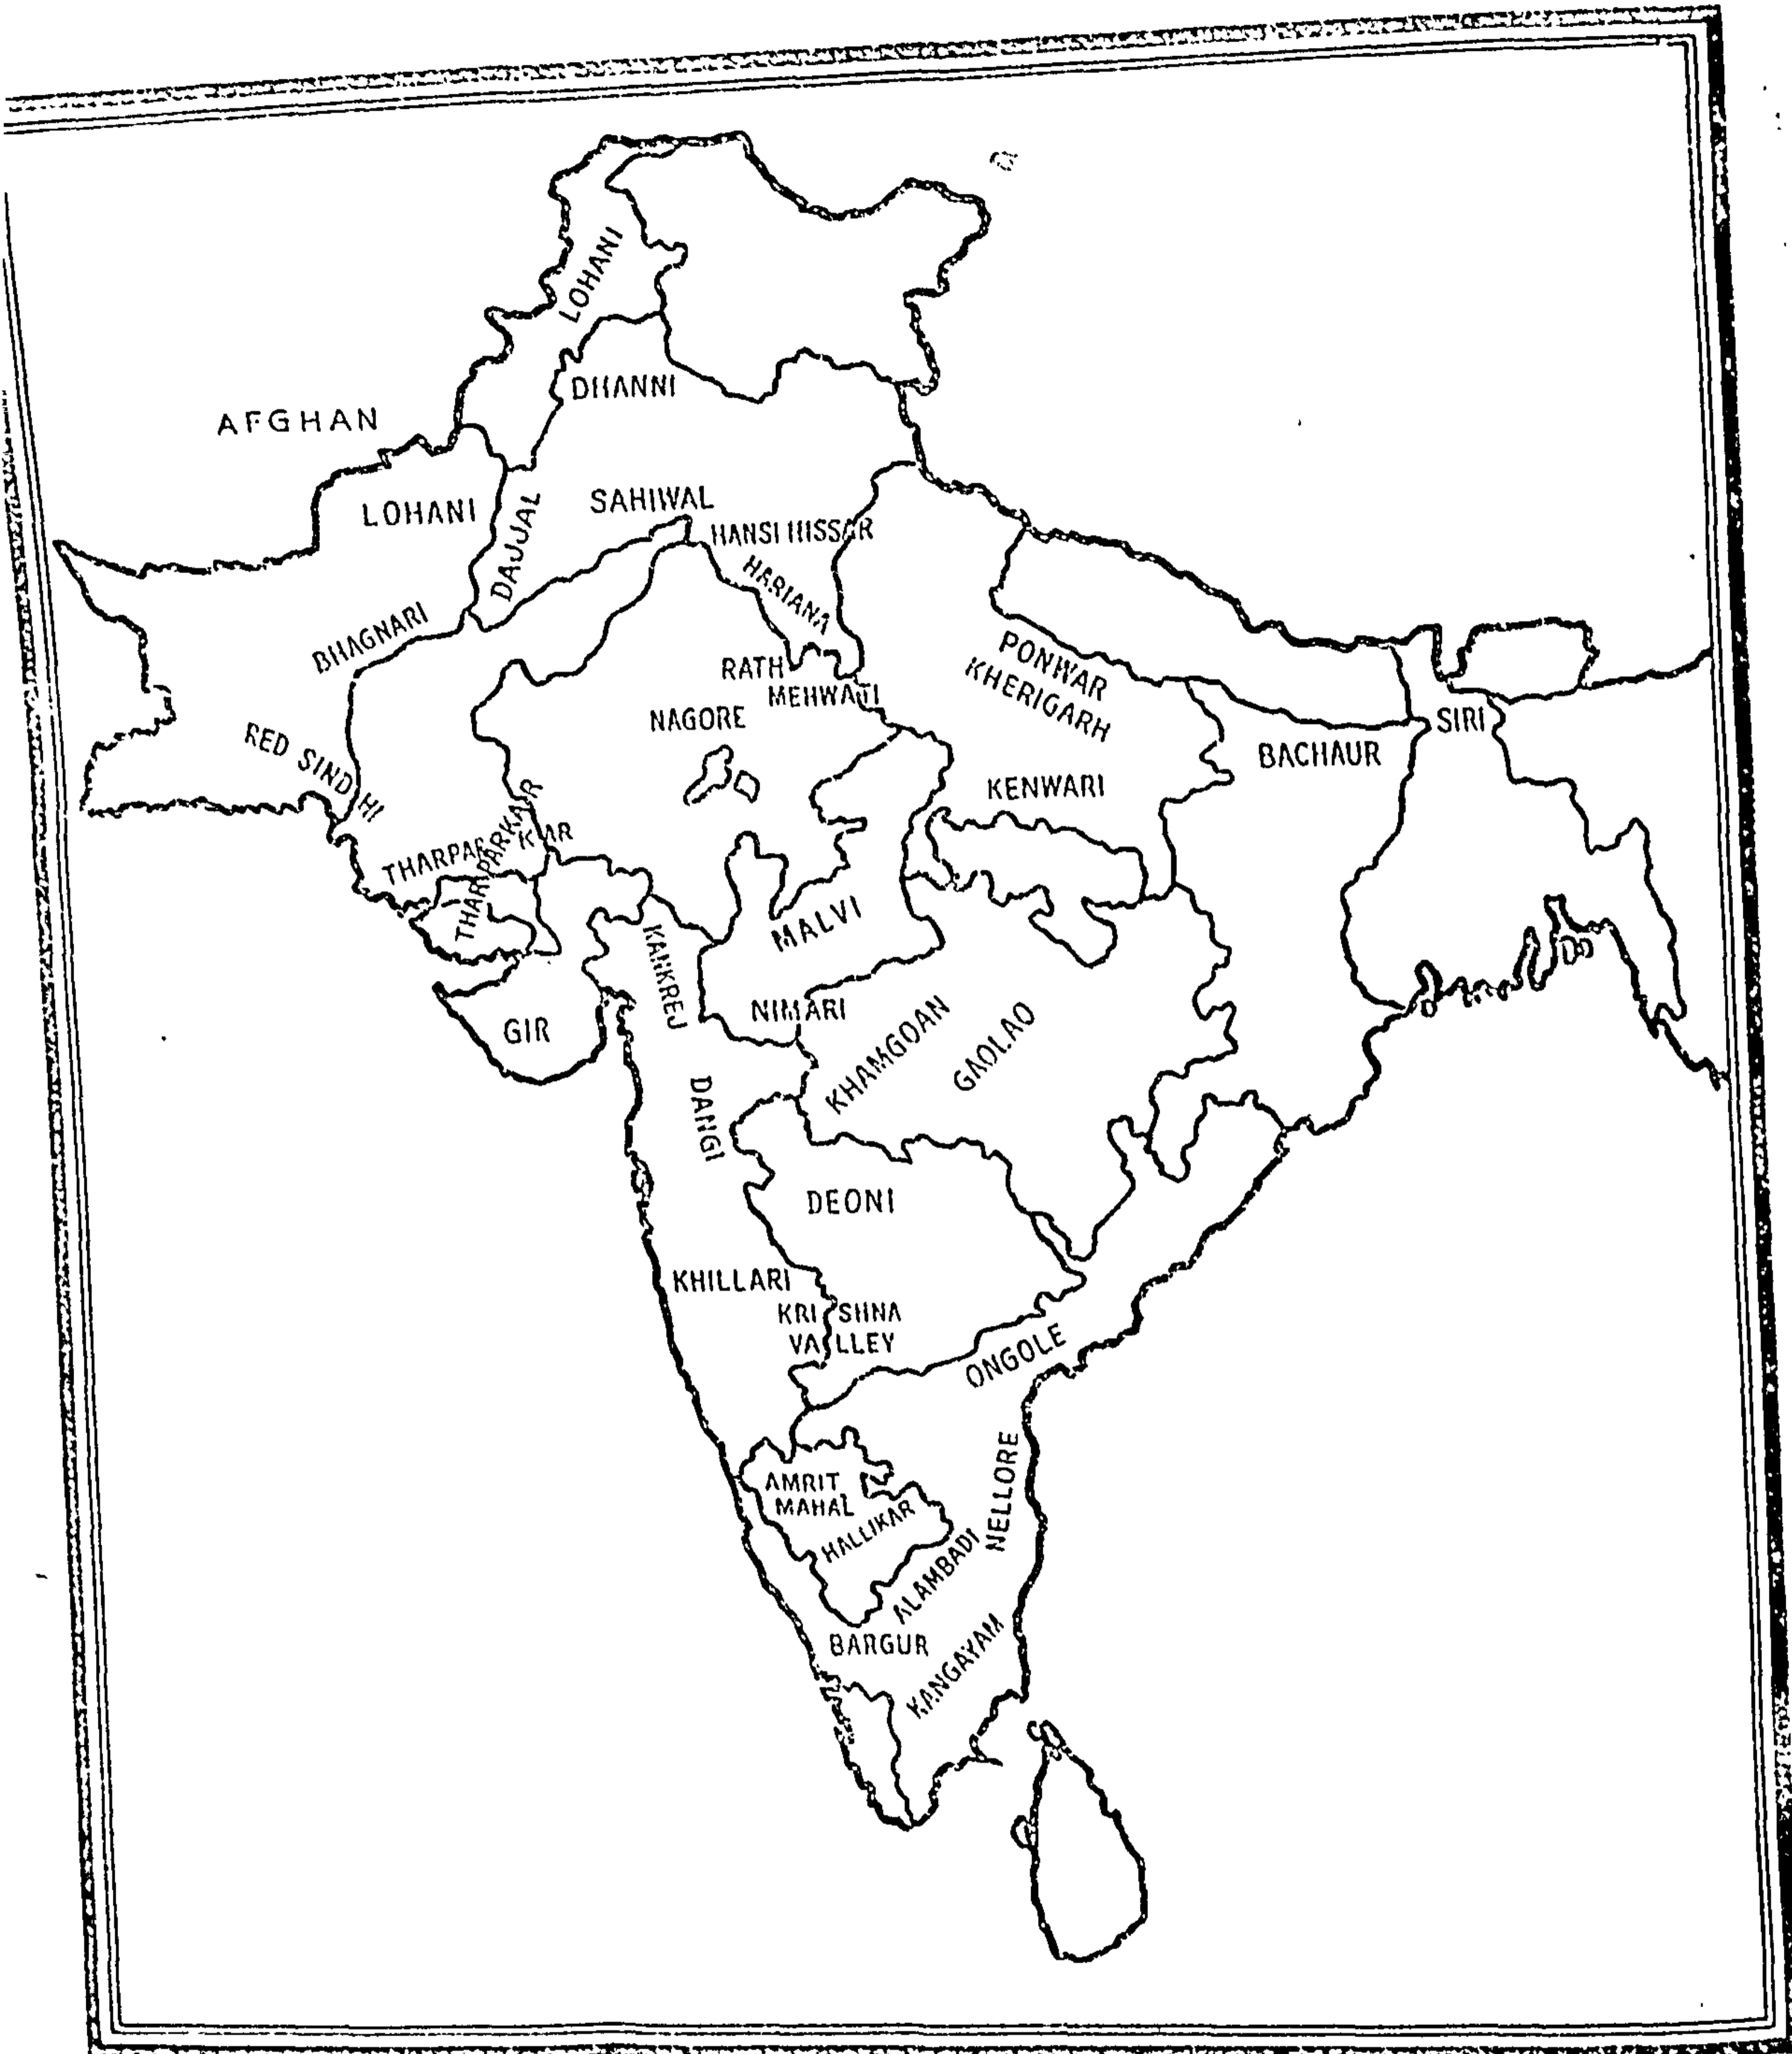 LOHANI
DHANNI
AFGHAN
LOHANI
DAJJAL
SAHIWAL
HANSI HISSAR
HARIANA
BHAGNARI
RATH
MEHWATI
PONWAR
KHERIGARH
NAGORE
SIRI
RED SINDHI
BACHAUR
KENWARI
THARPARKAR
THARPARKAR
MALVI
KANKREJ
NIMARI
GIR
KHAMGOAN
GAOLAO
DANGI
DEONI
KHILLARI
KRISHNA
VALLEY
ONGOLE
NELLORE
AMRIT
MAHAL
HALLIKAR
ALAMBADI
BARGUR
KANGAYAM